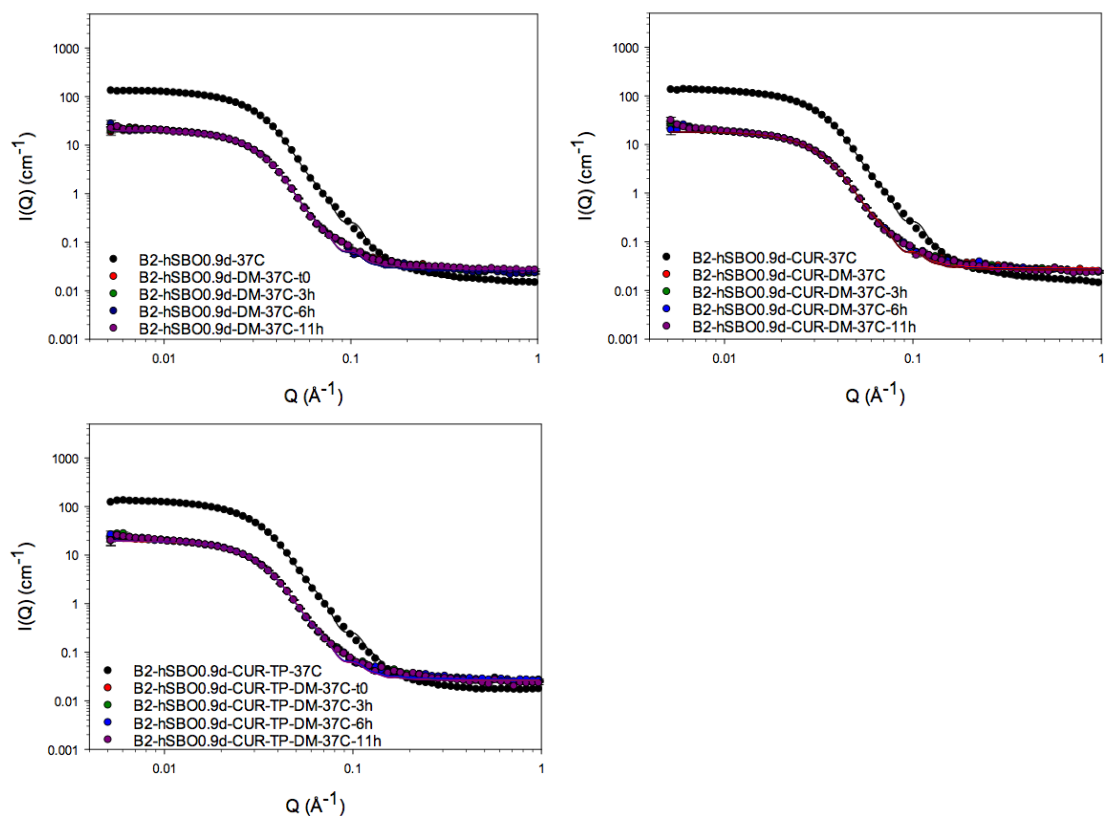 1000
100
10
1
0.1
0.01
0.001
I(Q) (cm-1)
B2-hSBO0.9d-37C
B2-hSBO0.9d-DM-37C-t0
B2-hSBO0.9d-DM-37C-3h
B2-hSBO0.9d-DM-37C-6h
B2-hSBO0.9d-DM-37C-11h
0.01
0.1
1
Q (Å-1)
1000
100
10
1
0.1
0.01
0.001
I(Q) (cm-1)
B2-hSBO0.9d-CUR-37C
B2-hSBO0.9d-CUR-DM-37C
B2-hSBO0.9d-CUR-DM-37C-3h
B2-hSBO0.9d-CUR-DM-37C-6h
B2-hSBO0.9d-CUR-DM-37C-11h
0.01
0.1
1
Q (Å-1)
1000
100
10
1
0.1
0.01
0.001
I(Q) (cm-1)
B2-hSBO0.9d-CUR-TP-37C
B2-hSBO0.9d-CUR-TP-DM-37C-t0
B2-hSBO0.9d-CUR-TP-DM-37C-3h
B2-hSBO0.9d-CUR-TP-DM-37C-6h
B2-hSBO0.9d-CUR-TP-DM-37C-11h
0.01
0.1
1
Q (Å-1)